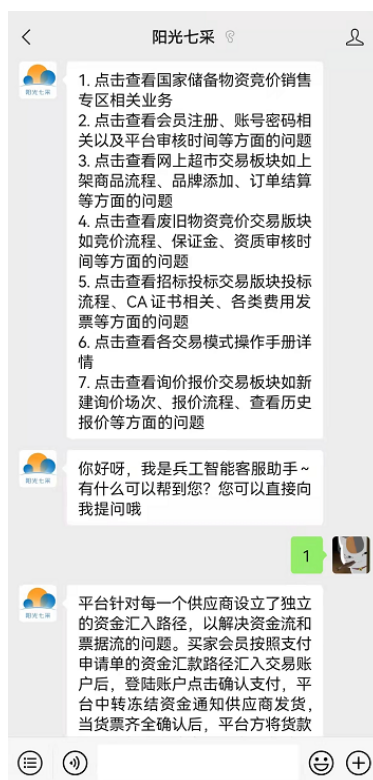 阳光七采
阳光七采
1. 点击查看国家储备物资竞价销售
专区相关业务
2. 点击查看会员注册、账号密码相
关以及平台审核时间等方面的问题
3. 点击查看网上超市交易板块如上
架商品流程、品牌添加、订单结算
等方面的问题
4. 点击查看废旧物资竞价交易版块
如竞价流程、保证金、资质审核时
间等方面的问题
5. 点击查看招标投标交易版块投标
流程、CA证书相关、各类费用发
票等方面的问题
6. 点击查看各交易模式操作手册详
情
7. 点击查看询价报价交易板块如新
建询价场次、报价流程、查看历史
报价等方面的问题
阳光七采
你好呀，我是兵工智能客服助手~
有什么可以帮到您？您可以直接向
我提问哦
1
阳光七采
平台针对每一个供应商设立了独立
的资金汇入路径，以解决资金流和
票据流的问题。买家会员按照支付
申请单的资金汇款路径汇入交易账
户后，登陆账户点击确认支付，平
台中转冻结资金通知供应商发货，
当货票齐全确认后，平台方将货款